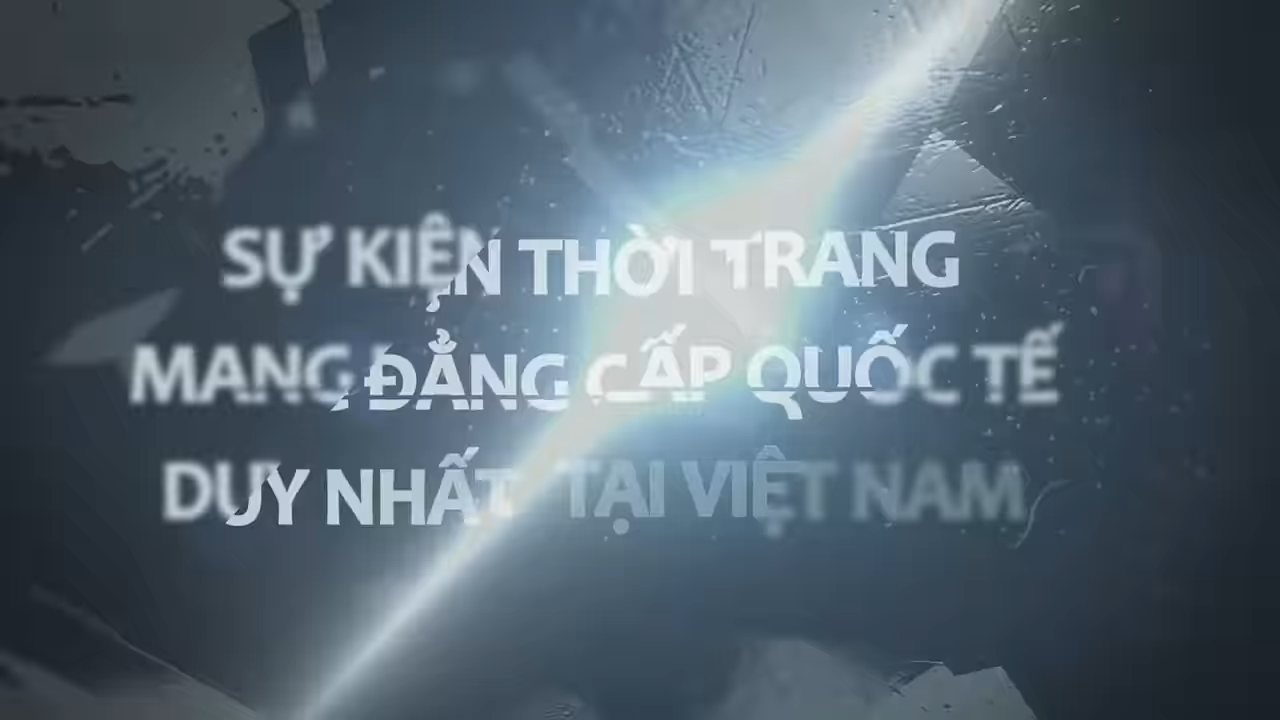 SỰ KIỆN THỜI TRANG
MANG ĐẲNG CẤP QUỐC TẾ
DUY NHẤT TẠI VIỆT NAM